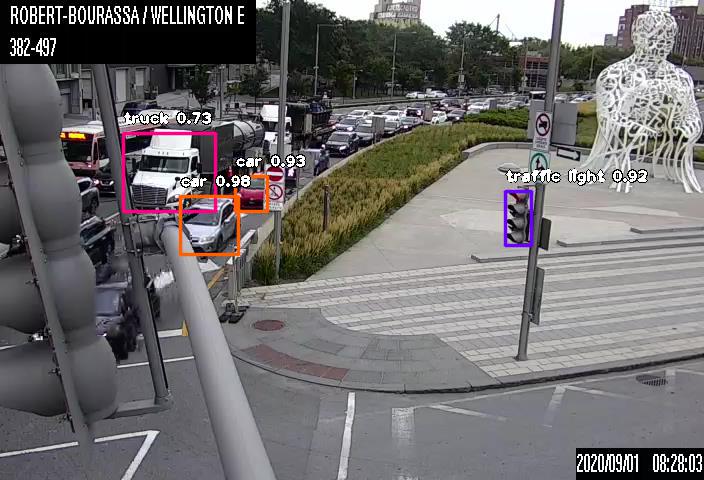 ROBERT-BOURASSA / WELLINGTON E
382-497
truck 0.73
car 0.93
car 0.98
traffic light 0.92
2020/09/01 08:28:03